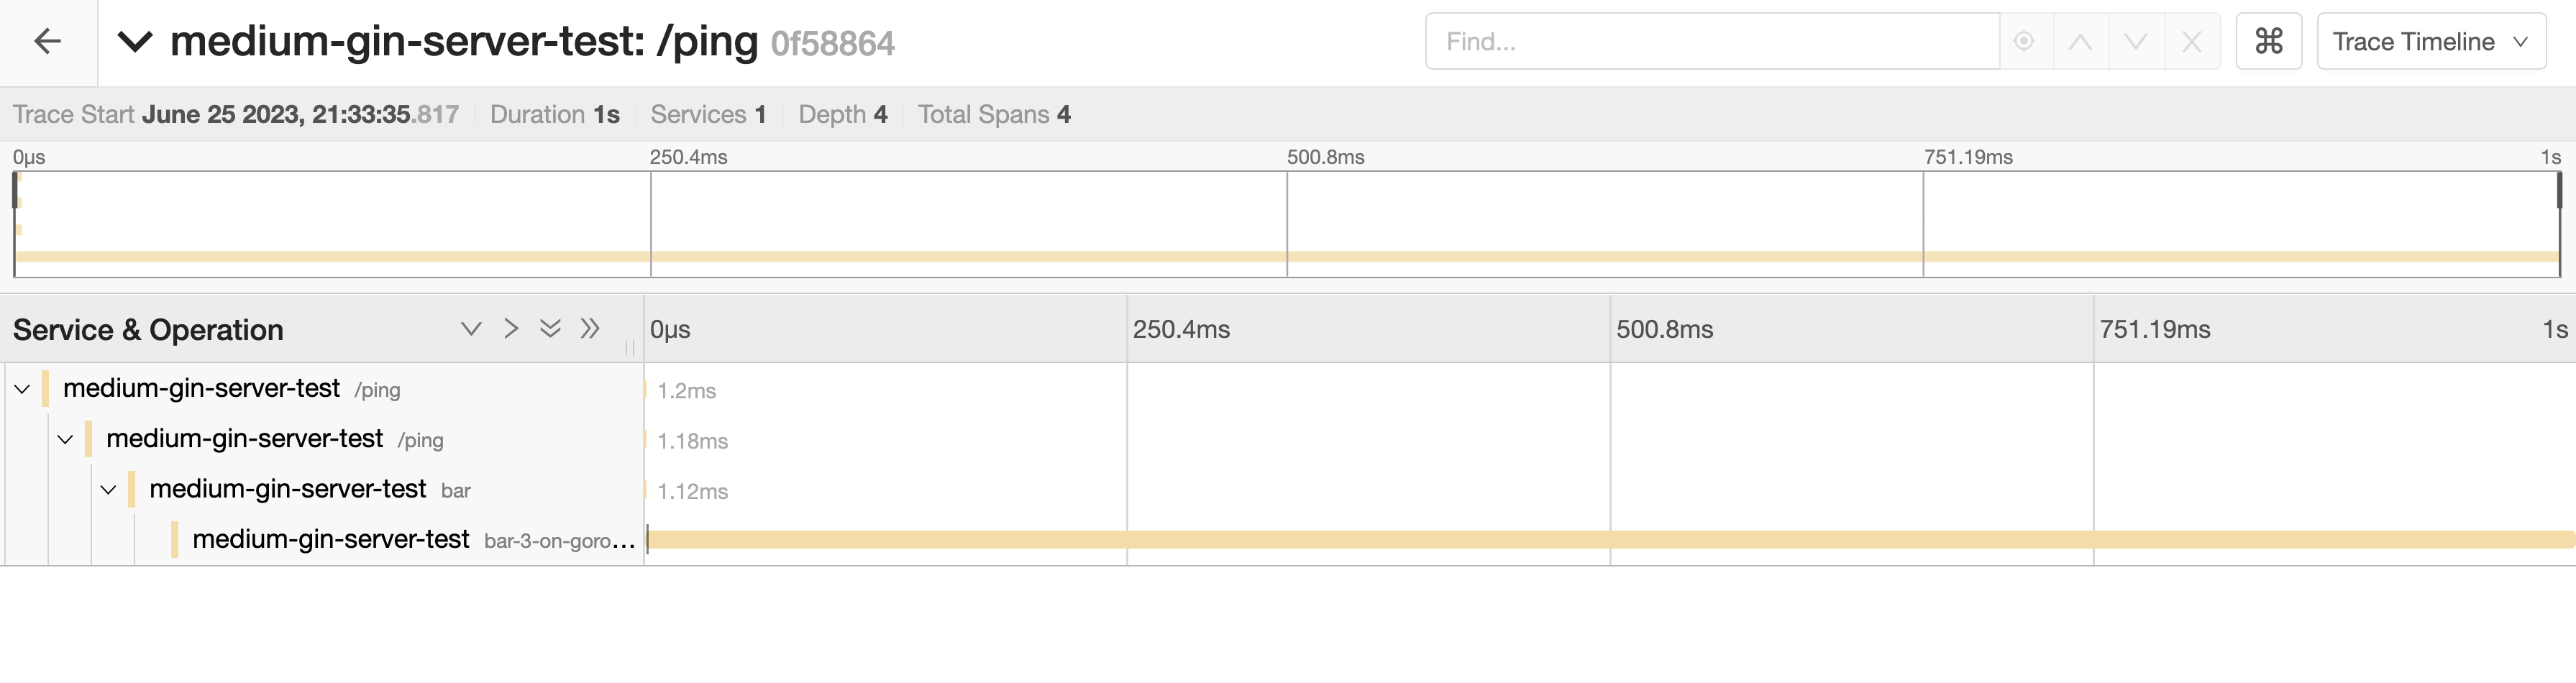 medium-gin-server-test: /ping 0f58864 Find... ⌘ Trace Timeline
Trace Start June 25 2023, 21:33:35.817 Duration 1s Services 1 Depth 4 Total Spans 4
0μs 250.4ms 500.8ms 751.19ms 1s
Service & Operation 0μs 250.4ms 500.8ms 751.19ms 1s
medium-gin-server-test /ping 1.2ms
medium-gin-server-test /ping 1.18ms
medium-gin-server-test bar 1.12ms
medium-gin-server-test bar-3-on-goro...